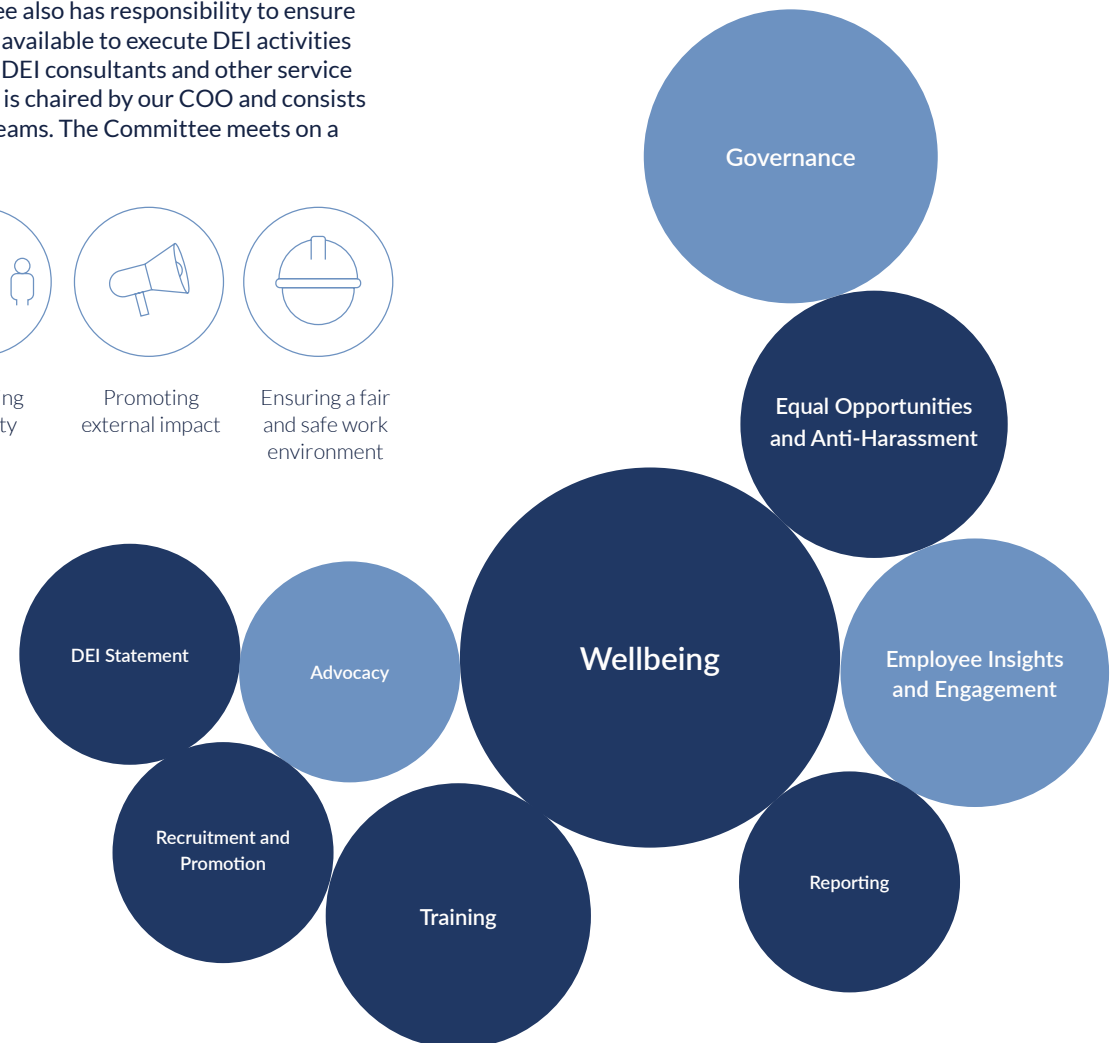 ee also has responsibility to ensure
available to execute DEI activities
DEI consultants and other service
is chaired by our COO and consists
eams. The Committee meets on a
Governance
ng
ty
Promoting
external impact
Ensuring a fair
and safe work
environment
Equal Opportunities
and Anti-Harassment
DEI Statement
Advocacy
Wellbeing
Employee Insights
and Engagement
Recruitment and
Promotion
Training
Reporting